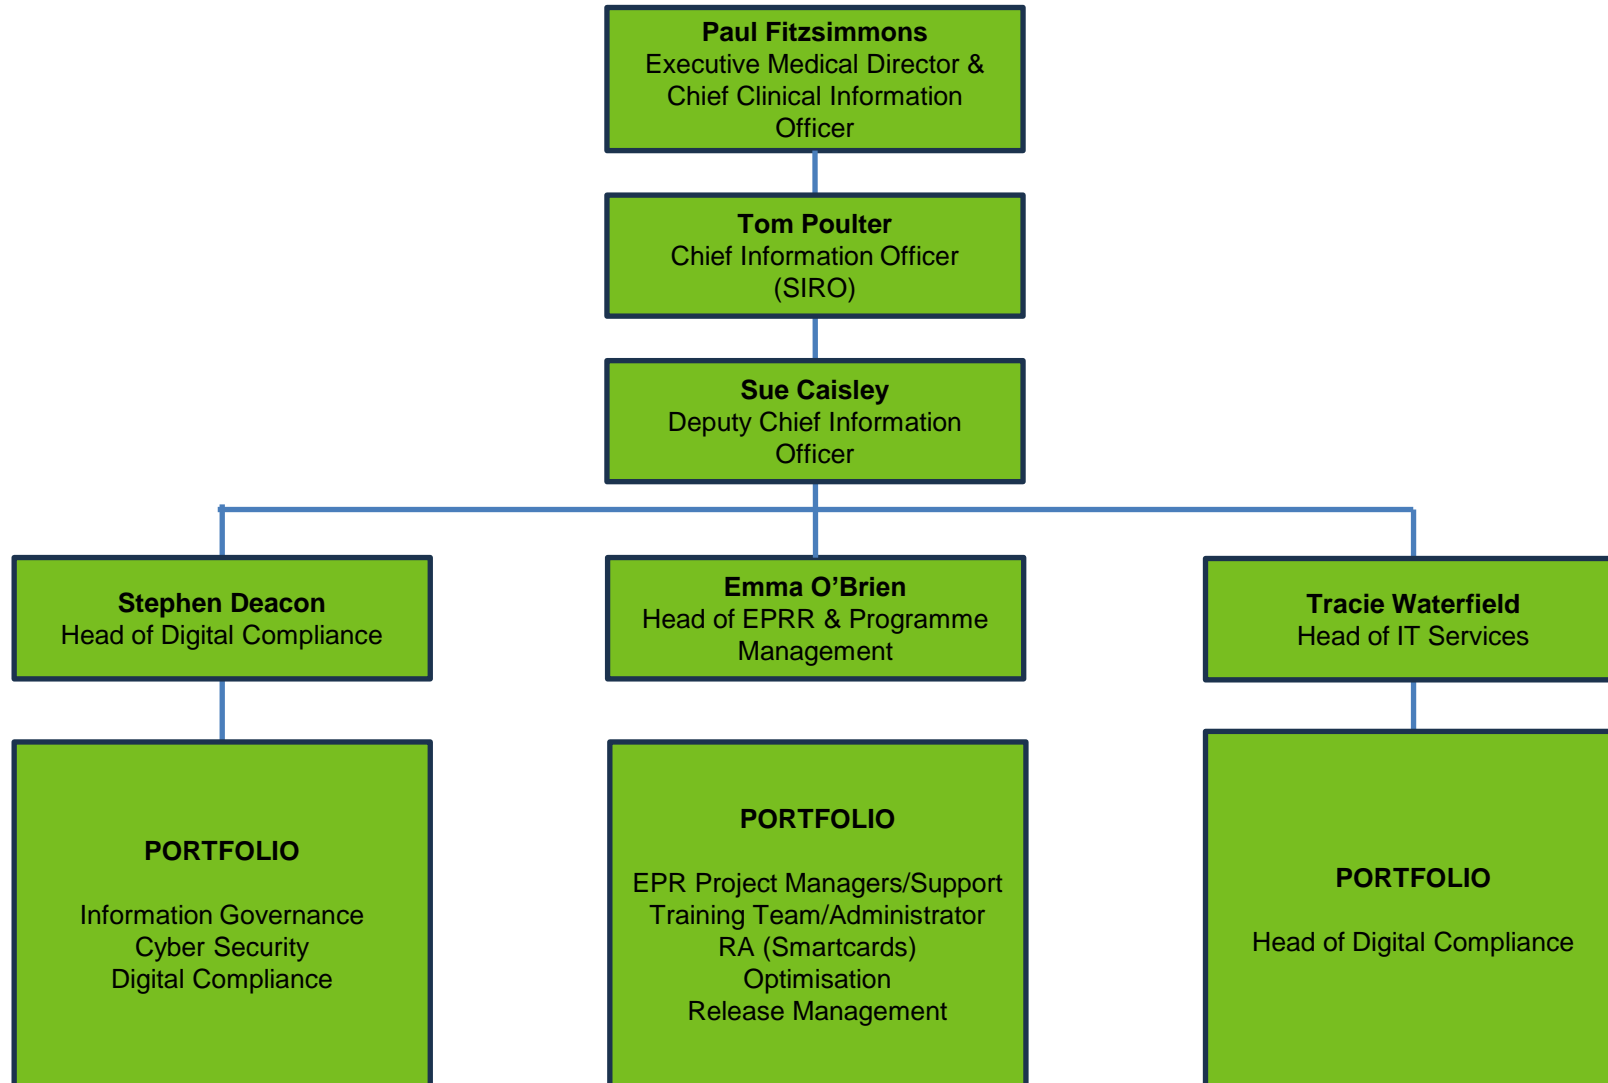 Paul Fitzsimmons
Executive Medical Director &
Chief Clinical Information
Officer
Tom Poulter
Chief Information Officer
(SIRO)
Sue Caisley
Deputy Chief Information
Officer
Stephen Deacon
Head of Digital Compliance
Emma O’Brien
Head of EPRR & Programme
Management
Tracie Waterfield
Head of IT Services
PORTFOLIO
Information Governance
Cyber Security
Digital Compliance
PORTFOLIO
EPR Project Managers/Support
Training Team/Administrator
RA (Smartcards)
Optimisation
Release Management
PORTFOLIO
Head of Digital Compliance